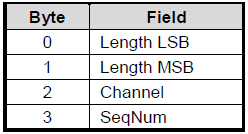 Byte Field
0 Length LSB
1 Length MSB
2 Channel
3 SeqNum